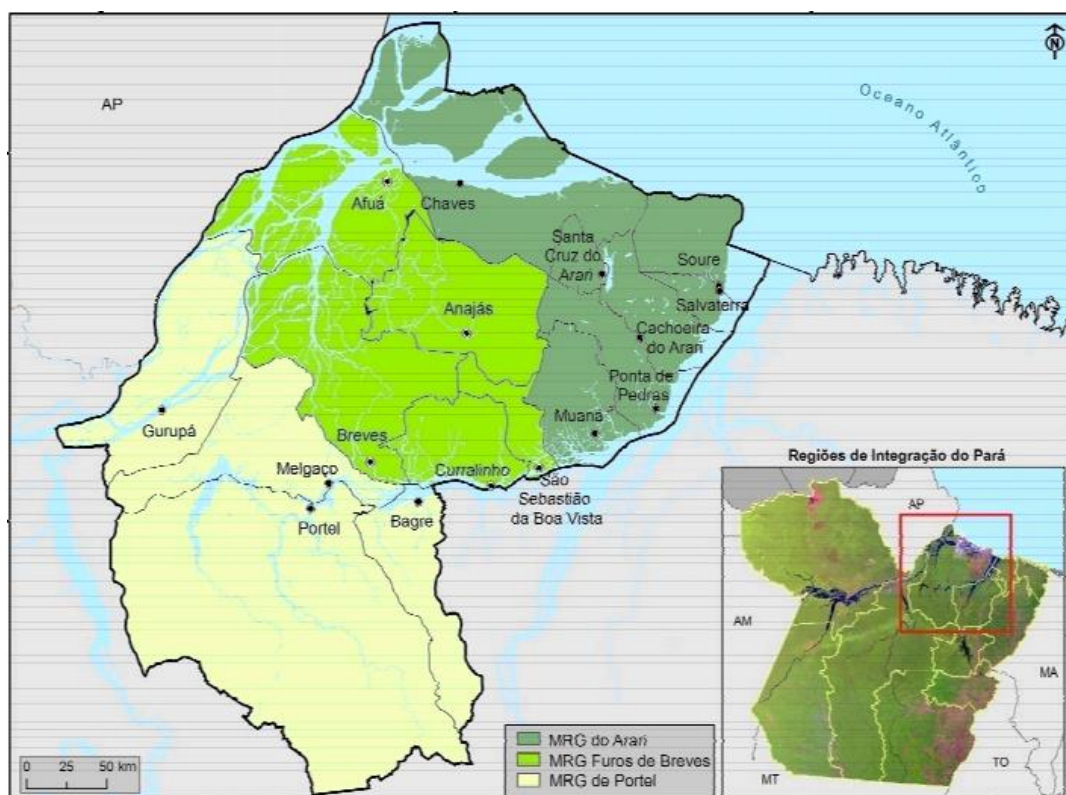 N
AP
Oceano Atlântico
Afuá
Chaves
Santa
Cruz do
Arari
Soure
Salvaterra
Anajás
Cachoeira
do Arari
Ponta de
Pedras
Muaná
Gurupá
Breves
Melgaço
Curralinho
São
Sebastião
da Boa Vista
Portel
Bagre
Regiões de Integração do Pará
AP
AM
MA
TO
MT
MRG do Arari
MRG Furos de Breves
MRG de Portel
0 25 50 km